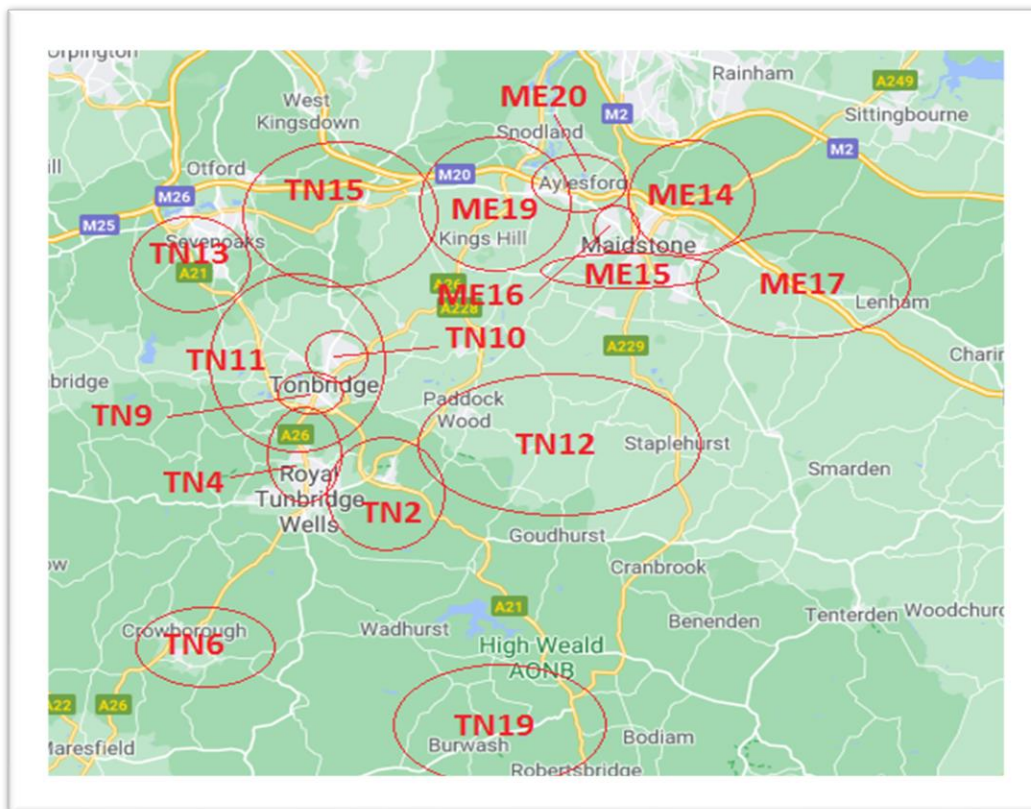 Orpington
Rainham
A249
ME20
West
Kingsdown
M2
Sittingbourne
Snodland
M2
Otford
M20
Aylesford
M26
TN15
ME14
ME19
M25
Sevenoaks
Kings Hill
Maidstone
TN13
A21
ME15
ME17
A26
ME16
Lenham
A228
TN10
A229
TN11
Tonbridge
Paddock
Wood
TN9
A26
TN12
Staplehurst
TN4
Royal
Tunbridge
Wells
Smarden
TN2
Goudhurst
Cranbrook
A21
Benenden
Tenterden
Crowborough
TN6
Wadhurst
High Weald
AONB
A22
A26
TN19
Burwash
Bodiam
Maresfield
Robertsbridge